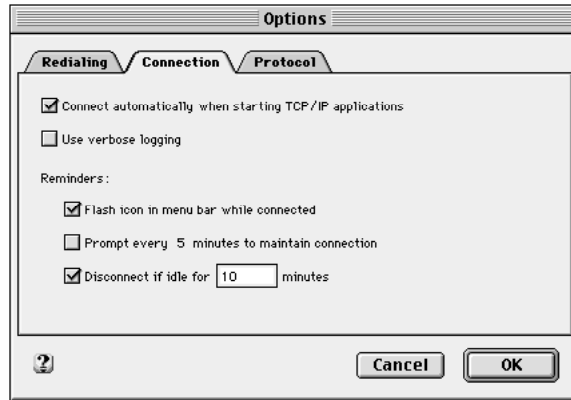 Options
Redialing Connection Protocol
Connect automatically when starting TCP/IP applications
Use verbose logging
Reminders:
Flash icon in menu bar while connected
Prompt every 5 minutes to maintain connection
Disconnect if idle for 10 minutes
?
Cancel OK